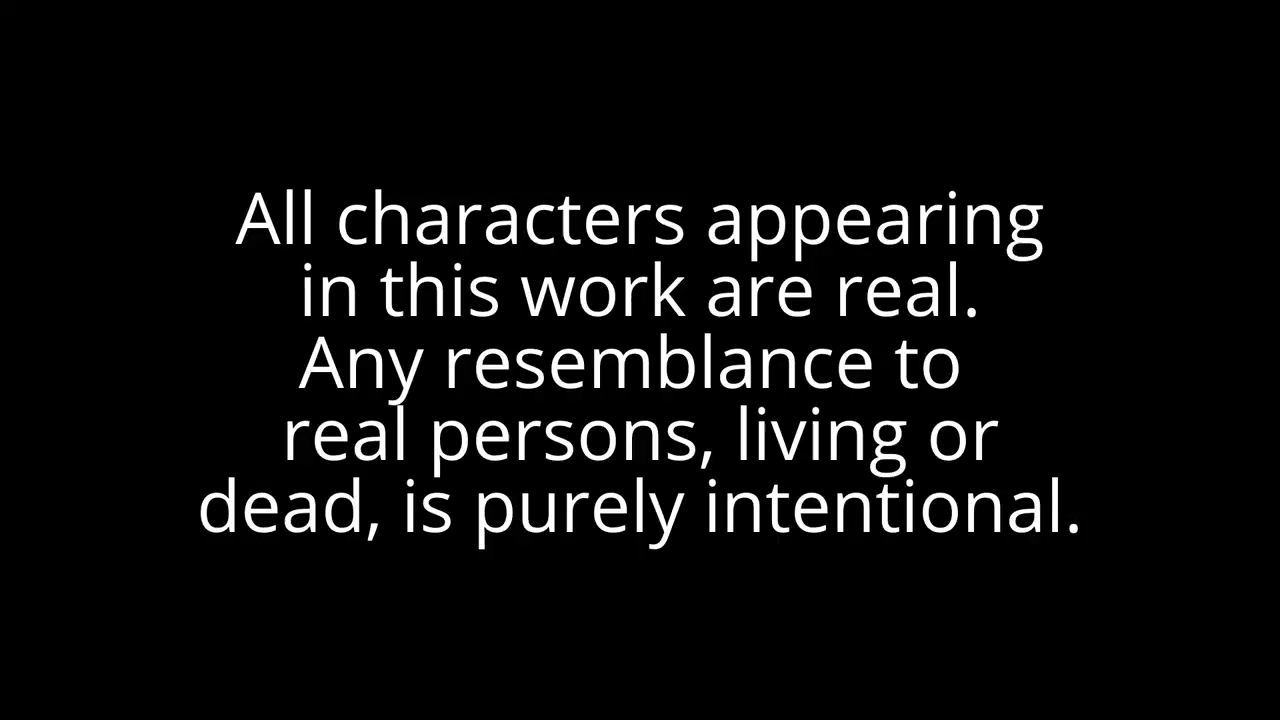 All characters appearing
in this work are real.
Any resemblance to
real persons, living or
dead, is purely intentional.